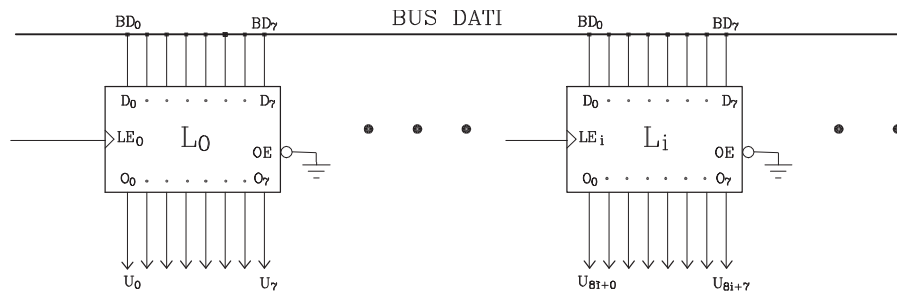 BUS DATI
BD₀ BD₇ BD₀ BD₇
D₀ D₇ D₀ D₇
LE₀ L₀ OE LEᵢ Lᵢ OE
O₀ O₇ O₀ O₇
U₀ U₇ U₈ᵢ₊₀ U₈ᵢ₊₇